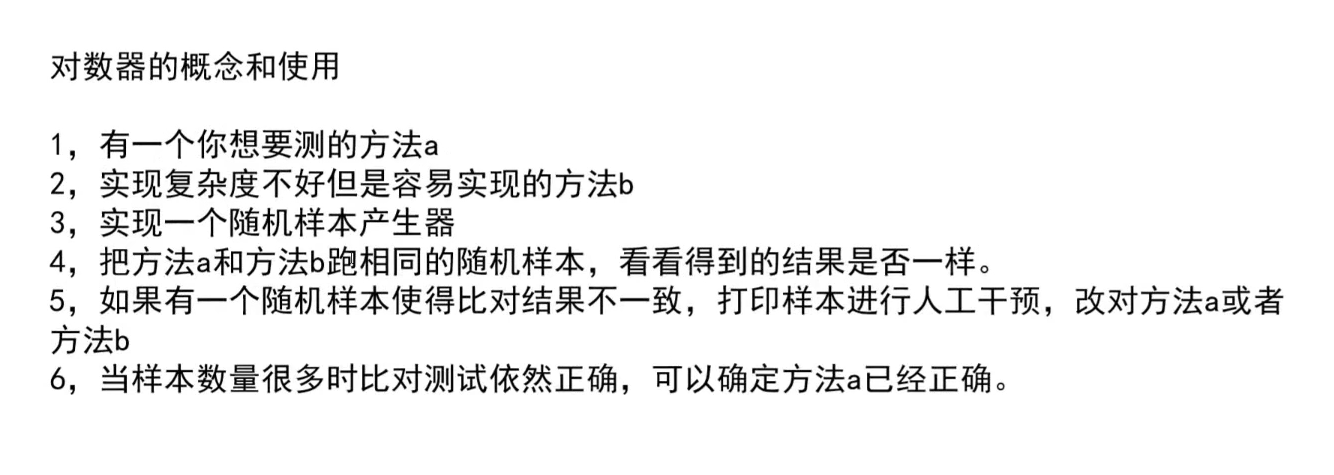 对数器的概念和使用
1，有一个你想要测的方法a
2，实现复杂度不好但是容易实现的方法b
3，实现一个随机样本产生器
4，把方法a和方法b跑相同的随机样本，看看得到的结果是否一样。
5，如果有一个随机样本使得比对结果不一致，打印样本进行人工干预，改对方法a或者
方法b
6，当样本数量很多时比对测试依然正确，可以确定方法a已经正确。